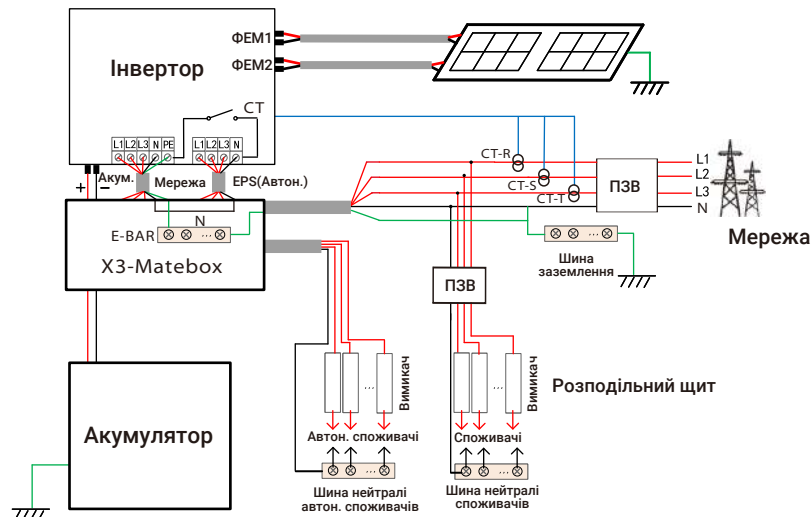 ФЕМ1
ФЕМ2
Інвертор
CT
L1 L2 L3 N PE
L1 L2 L3 N
Акум.
Мережа
EPS(Автон.)
+
−
N
E-BAR
...
X3-Matebox
CT-R
CT-S
CT-T
ПЗВ
L1
L2
L3
N
Мережа
...
Шина
заземлення
ПЗВ
...
Вимикач
...
Вимикач
Розподільний щит
Автон. споживачі
Споживачі
...
...
Шина нейтралі
автон. споживачів
Шина нейтралі
споживачів
Акумулятор